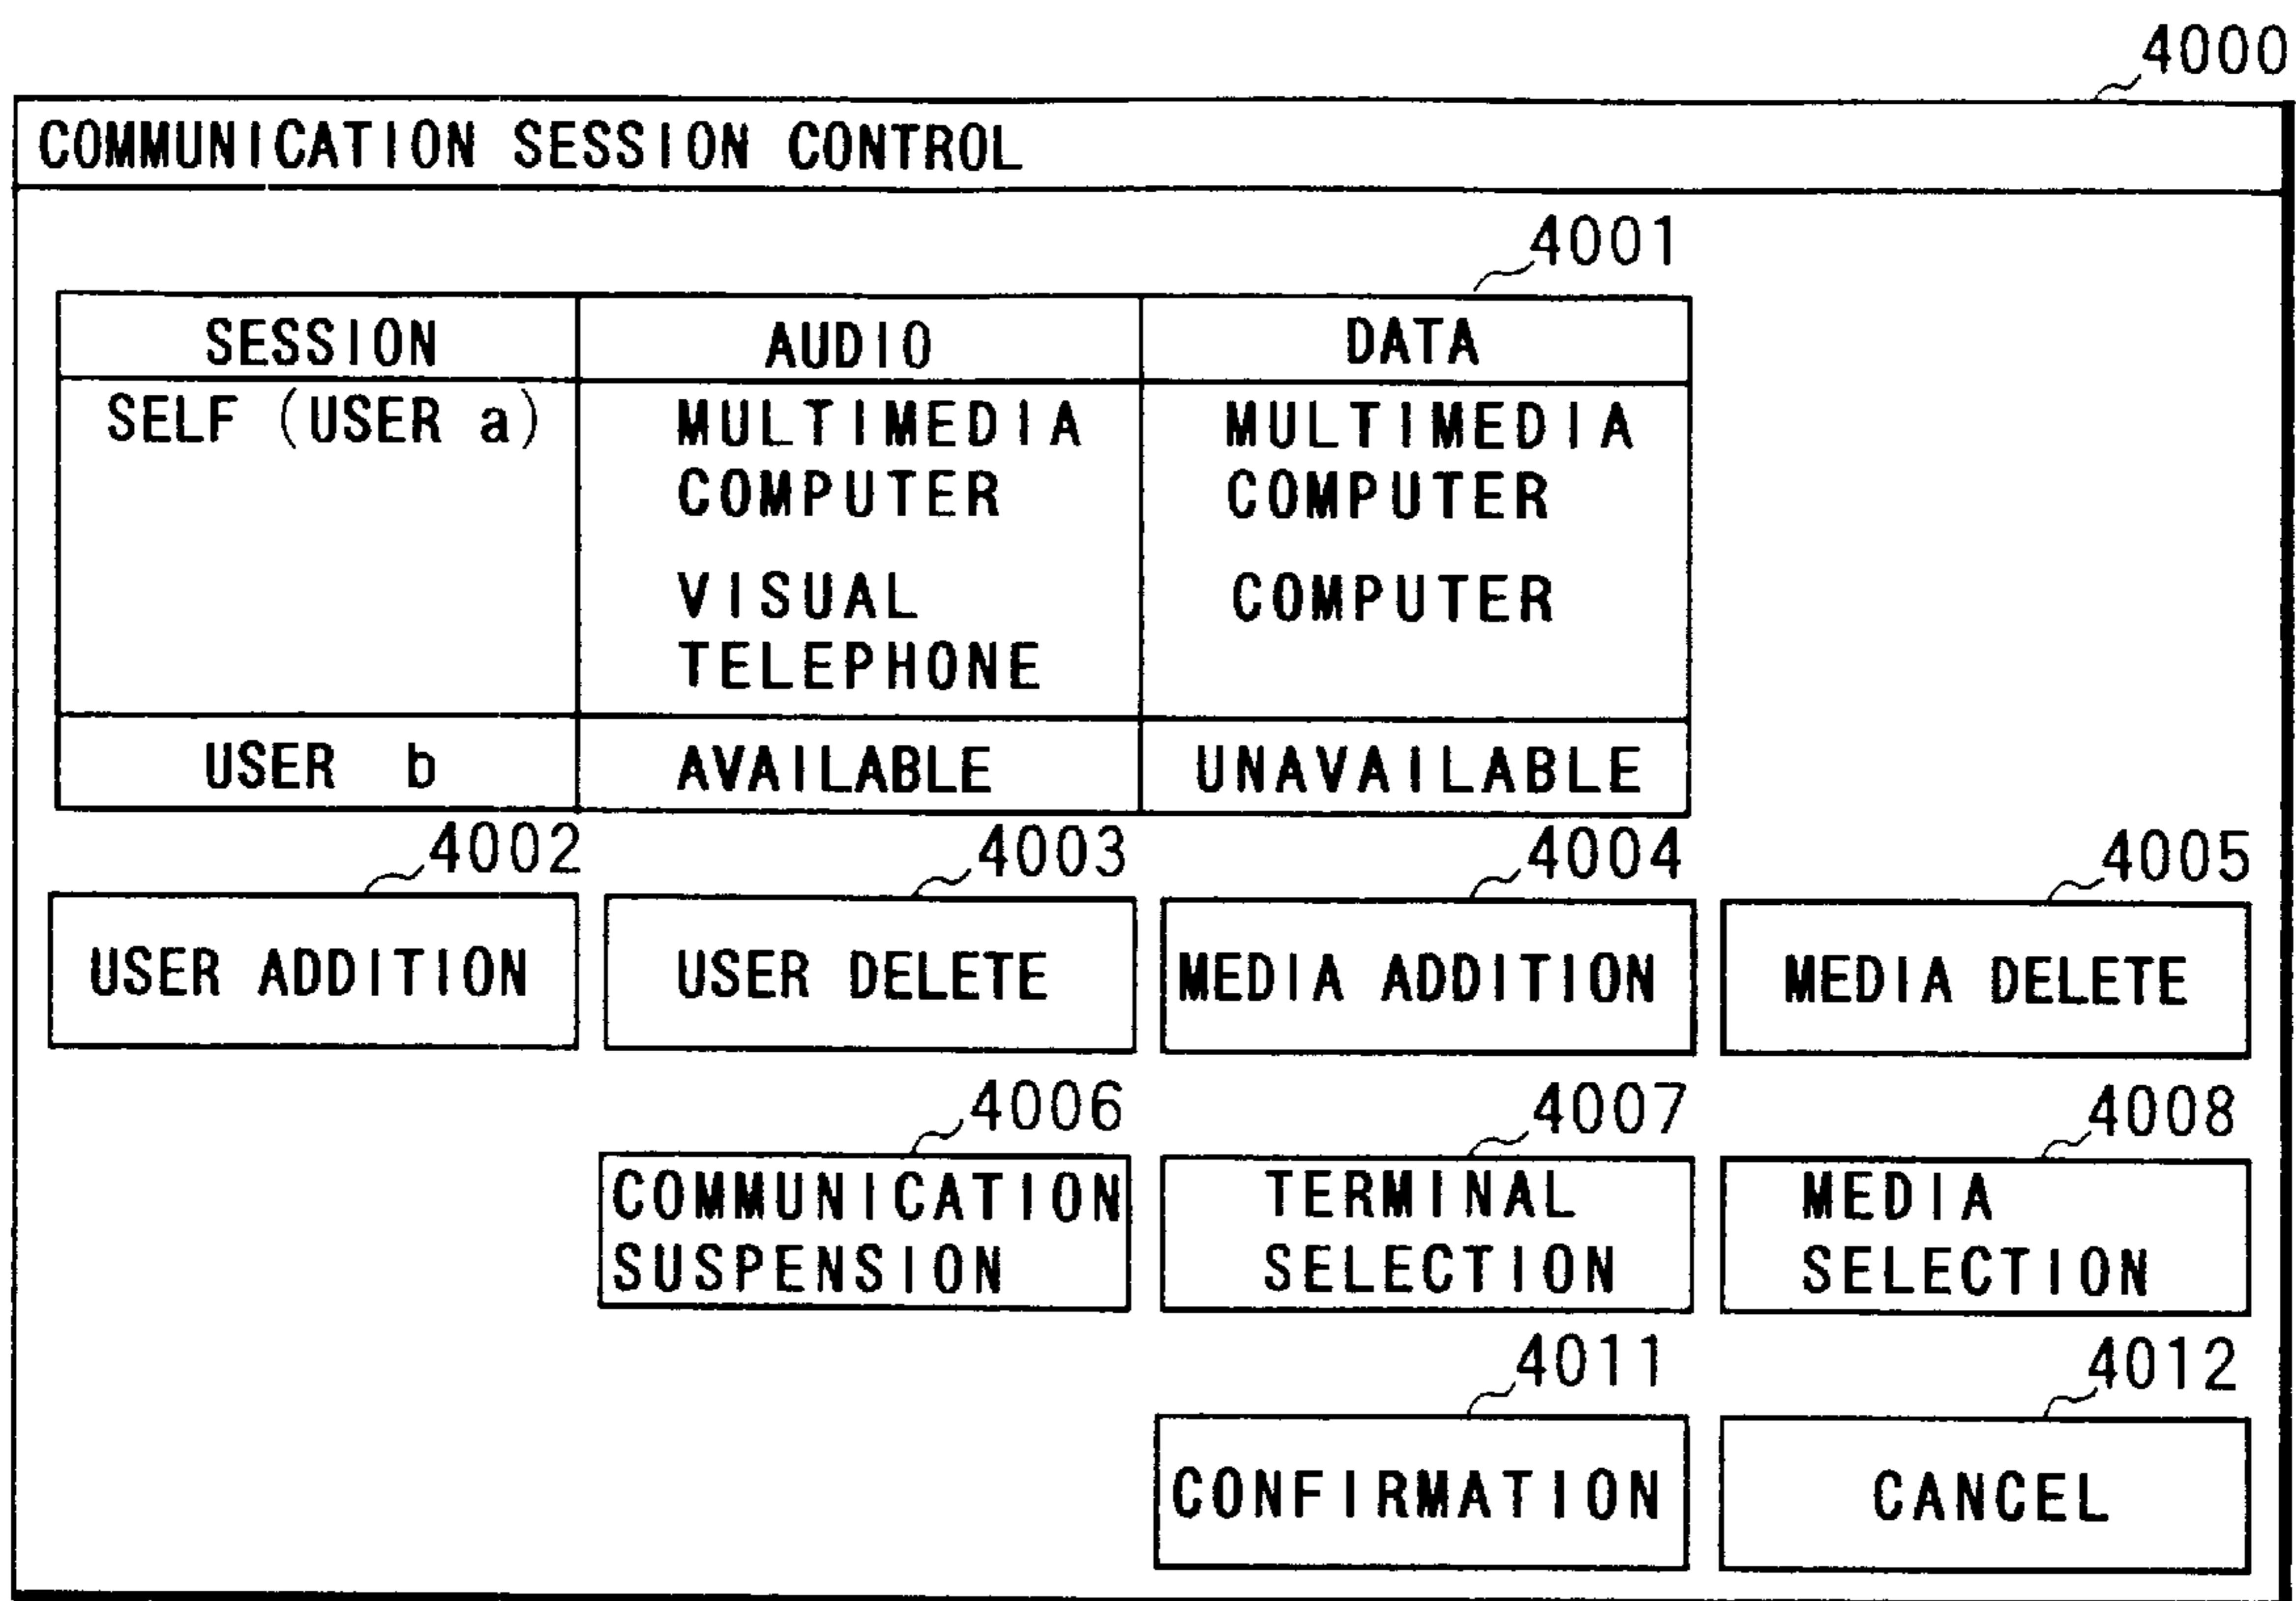 4000
COMMUNICATION SESSION CONTROL
4001
SESSION AUDIO DATA
SELF (USER a) MULTIMEDIA MULTIMEDIA
COMPUTER COMPUTER
VISUAL COMPUTER
TELEPHONE
USER b AVAILABLE UNAVAILABLE
4002 4003 4004 4005
USER ADDITION USER DELETE MEDIA ADDITION MEDIA DELETE
4006 4007 4008
COMMUNICATION TERMINAL MEDIA
SUSPENSION SELECTION SELECTION
4011 4012
CONFIRMATION CANCEL